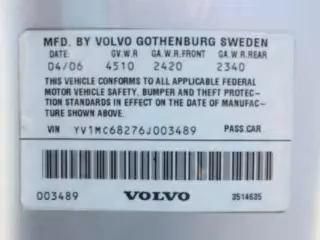 MFD. BY VOLVO GOTHENBURG SWEDEN
DATE: GV.W.R GA.W.R.FRONT GA.W.R.REAR
04/06 4510 2420 2340
THIS VEHICLE CONFORMS TO ALL APPLICABLE FEDERAL
MOTOR VEHICLE SAFETY, BUMPER AND THEFT PROTEC-
TION STANDARDS IN EFFECT ON THE DATE OF MANUFAC-
TURE SHOWN ABOVE.
VIN YV1MC68276J003489 PASS.CAR
003489 VOLVO 3514635